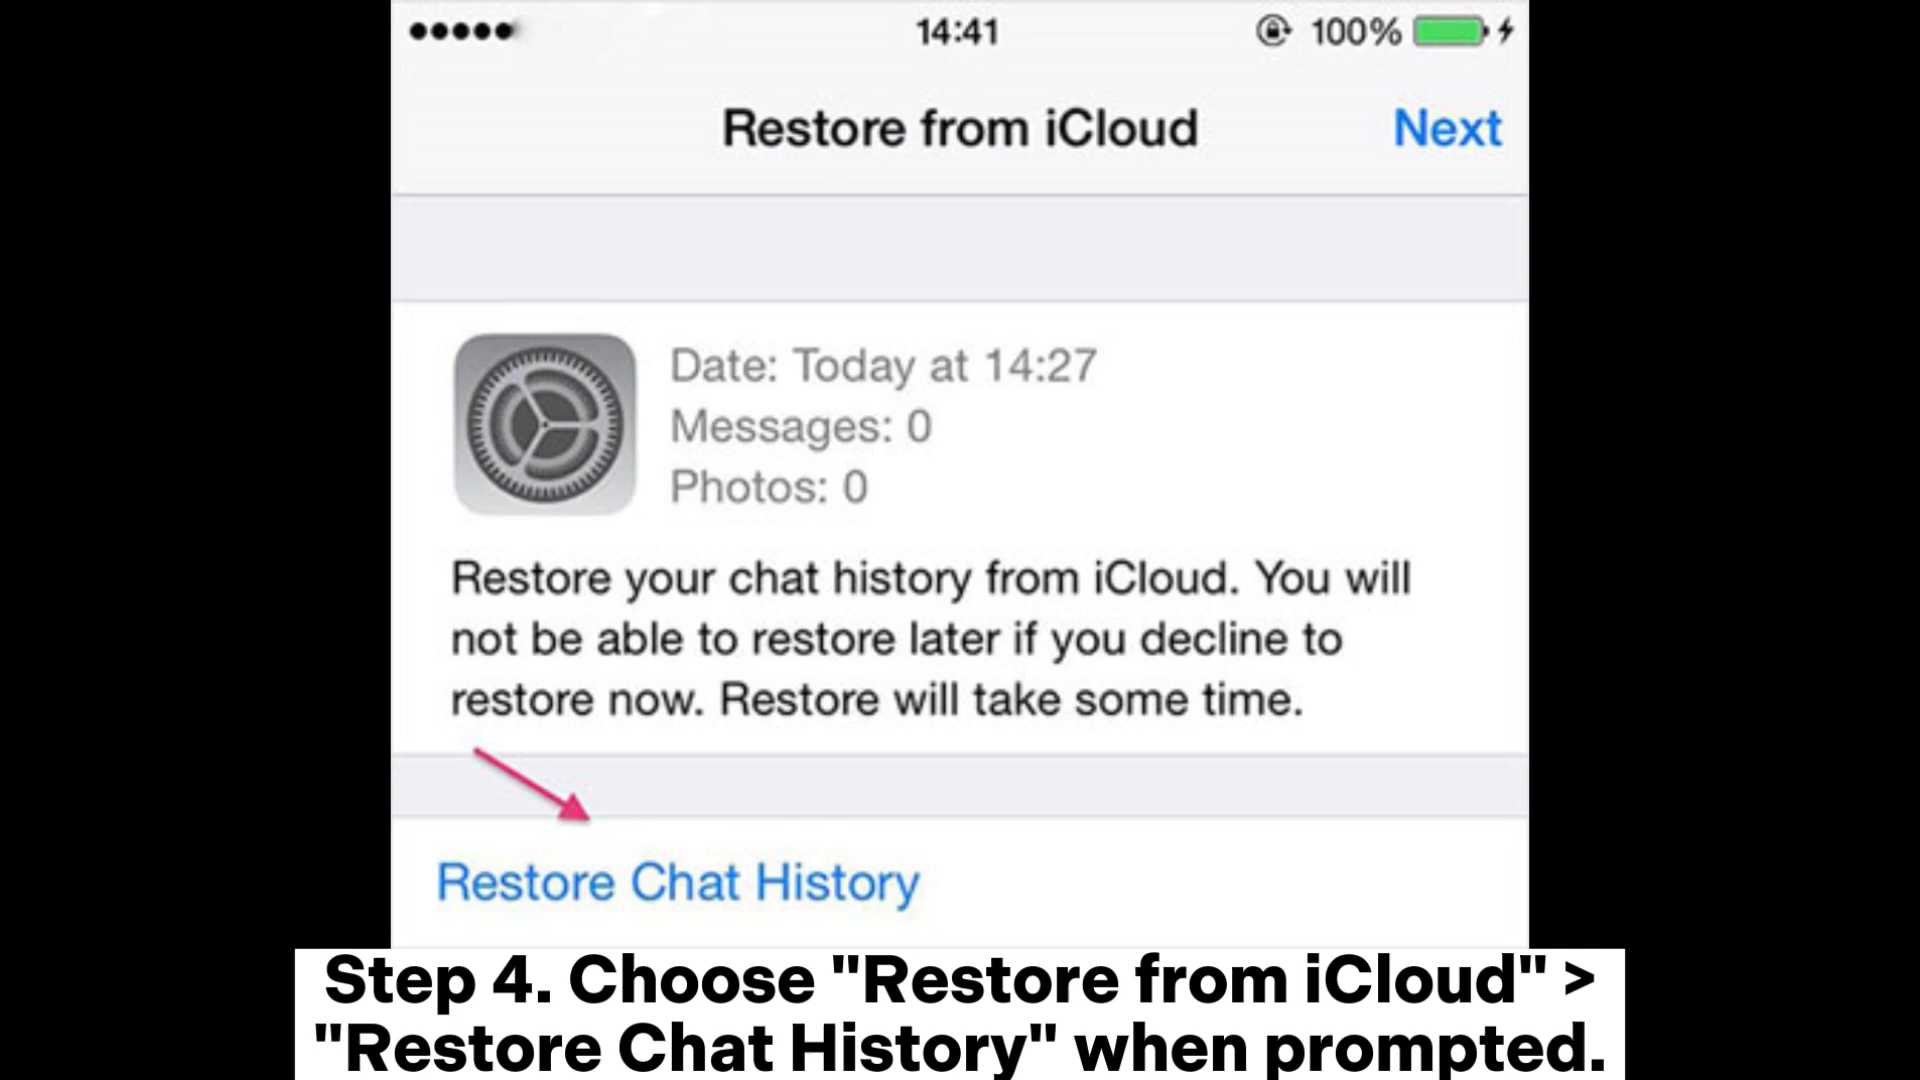 14:41
100%
Restore from iCloud
Next
Date: Today at 14:27
Messages: 0
Photos: 0
Restore your chat history from iCloud. You will
not be able to restore later if you decline to
restore now. Restore will take some time.
Restore Chat History
Step 4. Choose "Restore from iCloud" >
"Restore Chat History" when prompted.